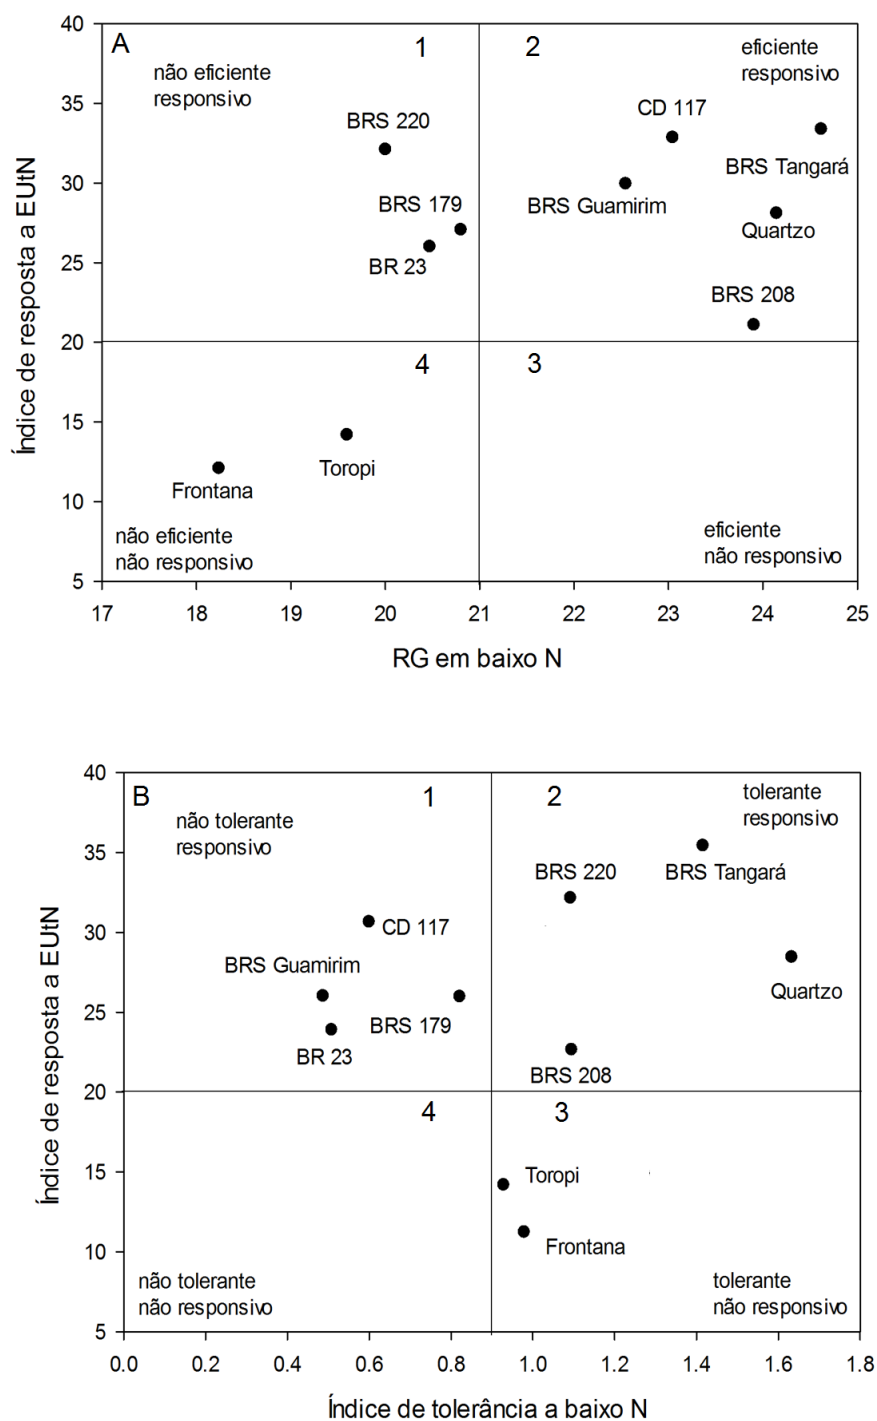 A
1
2
não eficiente
responsivo
eficiente
responsivo
40
35
30
25
20
15
10
5
Índice de resposta a EUtN
BRS 220
CD 117
BRS Tangará
BRS 179
BRS Guamirim
Quartzo
BR 23
BRS 208
4
3
Toropi
Frontana
não eficiente
não responsivo
eficiente
não responsivo
17 18 19 20 21 22 23 24 25
RG em baixo N
B
1
2
não tolerante
responsivo
tolerante
responsivo
40
35
30
25
20
15
10
5
Índice de resposta a EUtN
BRS 220
BRS Tangará
CD 117
BRS Guamirim
Quartzo
BRS 179
BR 23
BRS 208
4
3
Toropi
Frontana
não tolerante
não responsivo
tolerante
não responsivo
0.0 0.2 0.4 0.6 0.8 1.0 1.2 1.4 1.6 1.8
Índice de tolerância a baixo N